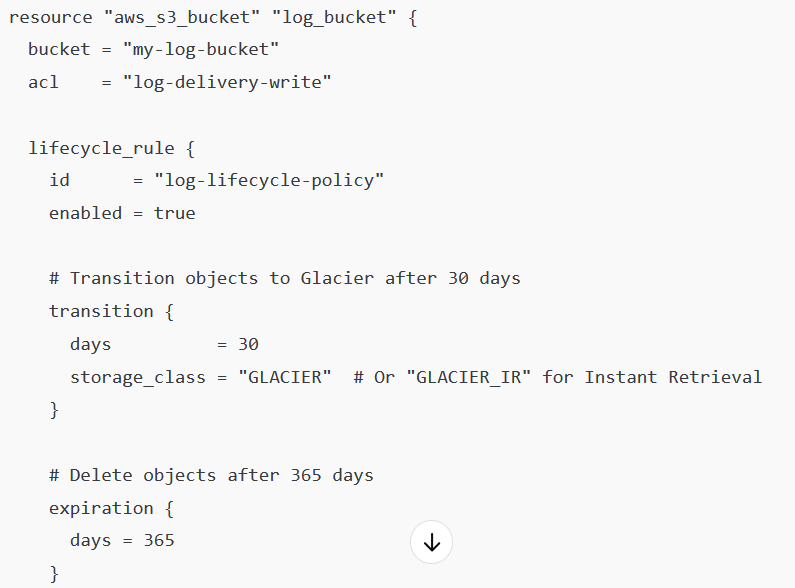 resource "aws_s3_bucket" "log_bucket" {
  bucket = "my-log-bucket"
  acl    = "log-delivery-write"

  lifecycle_rule {
    id      = "log-lifecycle-policy"
    enabled = true

    # Transition objects to Glacier after 30 days
    transition {
      days          = 30
      storage_class = "GLACIER"  # Or "GLACIER_IR" for Instant Retrieval
    }

    # Delete objects after 365 days
    expiration {
      days = 365
    }